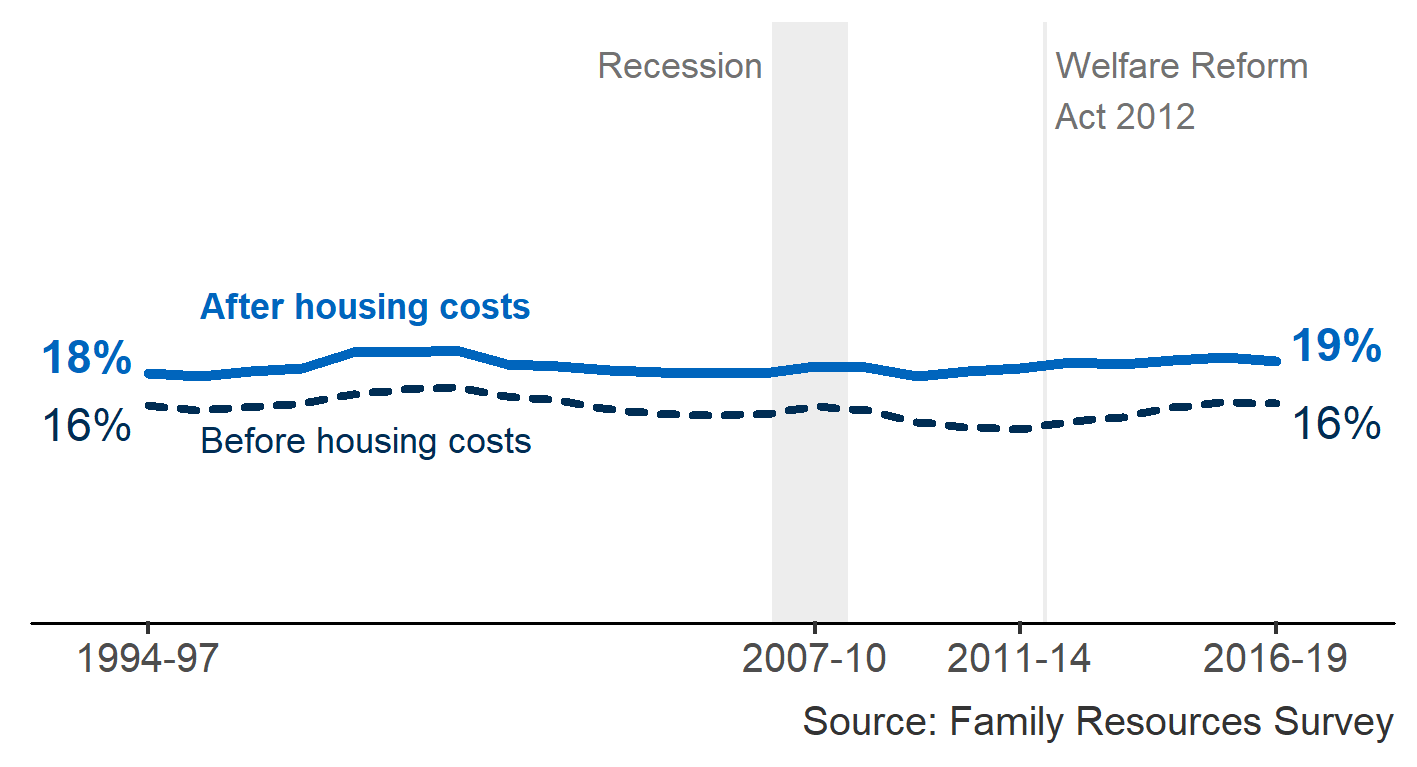 Recession
Welfare Reform
Act 2012
After housing costs
18%
19%
16%
Before housing costs
16%
1994-97
2007-10
2011-14
2016-19
Source: Family Resources Survey